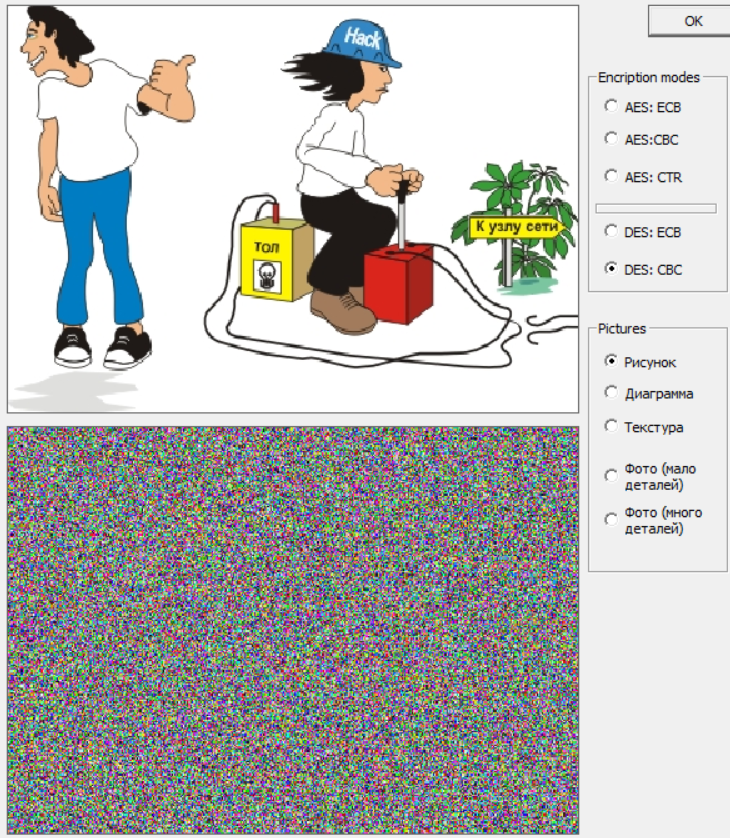 Hack
ТОЛ
К узлу сети
OK
Encription modes
AES: ECB
AES:CBC
AES: CTR
DES: ECB
DES: CBC
Pictures
Рисунок
Диаграмма
Текстура
Фото (мало
деталей)
Фото (много
деталей)